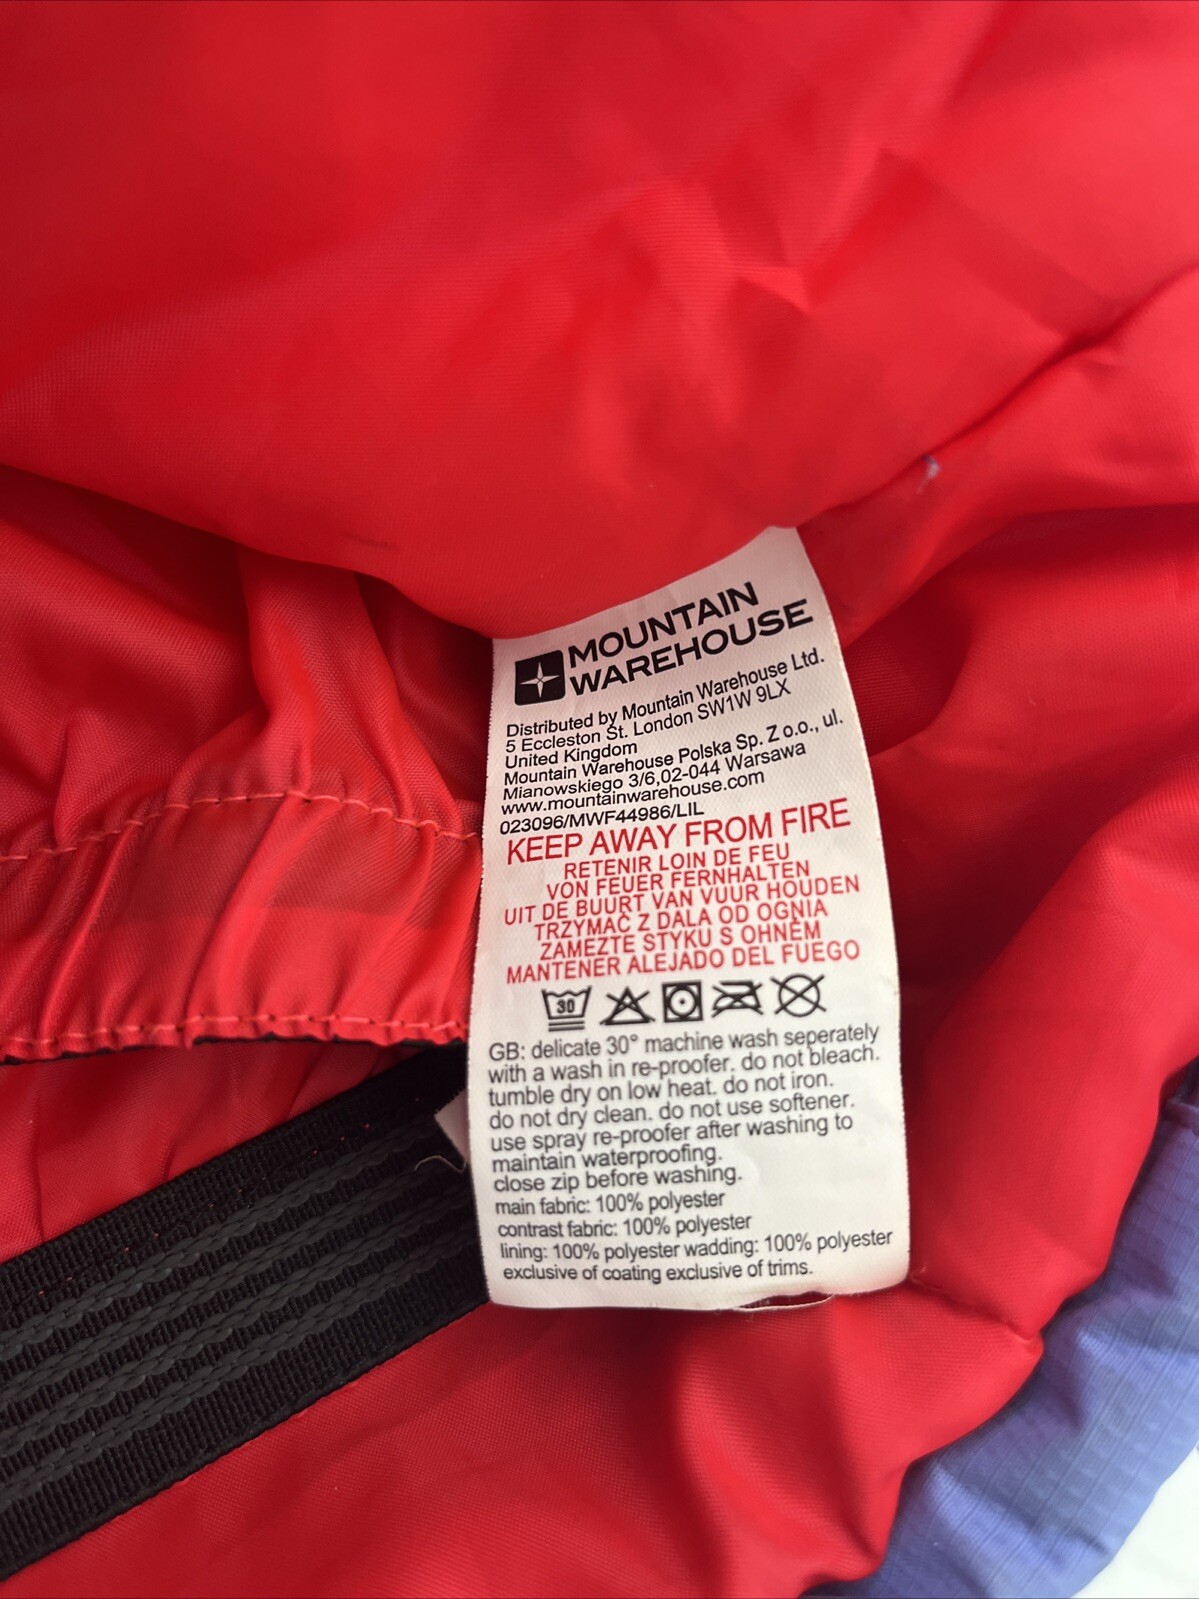 MOUNTAIN
WAREHOUSE
Distributed by Mountain Warehouse Ltd.
5 Eccleston St. London SW1W 9LX
United Kingdom
Mountain Warehouse Polska Sp. Z o.o., ul.
Mianowskiego 3/6,02-044 Warsawa
www.mountainwarehouse.com
023096/MWF44986/LIL
KEEP AWAY FROM FIRE
RETENIR LOIN DE FEU
VON FEUER FERNHALTEN
UIT DE BUURT VAN VUUR HOUDEN
TRZYMAĆ Z DALA OD OGNIA
ZAMEZTE STYKU S OHNĚM
MANTENER ALEJADO DEL FUEGO
30
GB: delicate 30° machine wash seperately
with a wash in re-proofer. do not bleach.
tumble dry on low heat. do not iron.
do not dry clean. do not use softener.
use spray re-proofer after washing to
maintain waterproofing.
close zip before washing.
main fabric: 100% polyester
contrast fabric: 100% polyester
lining: 100% polyester wadding: 100% polyester
exclusive of coating exclusive of trims.